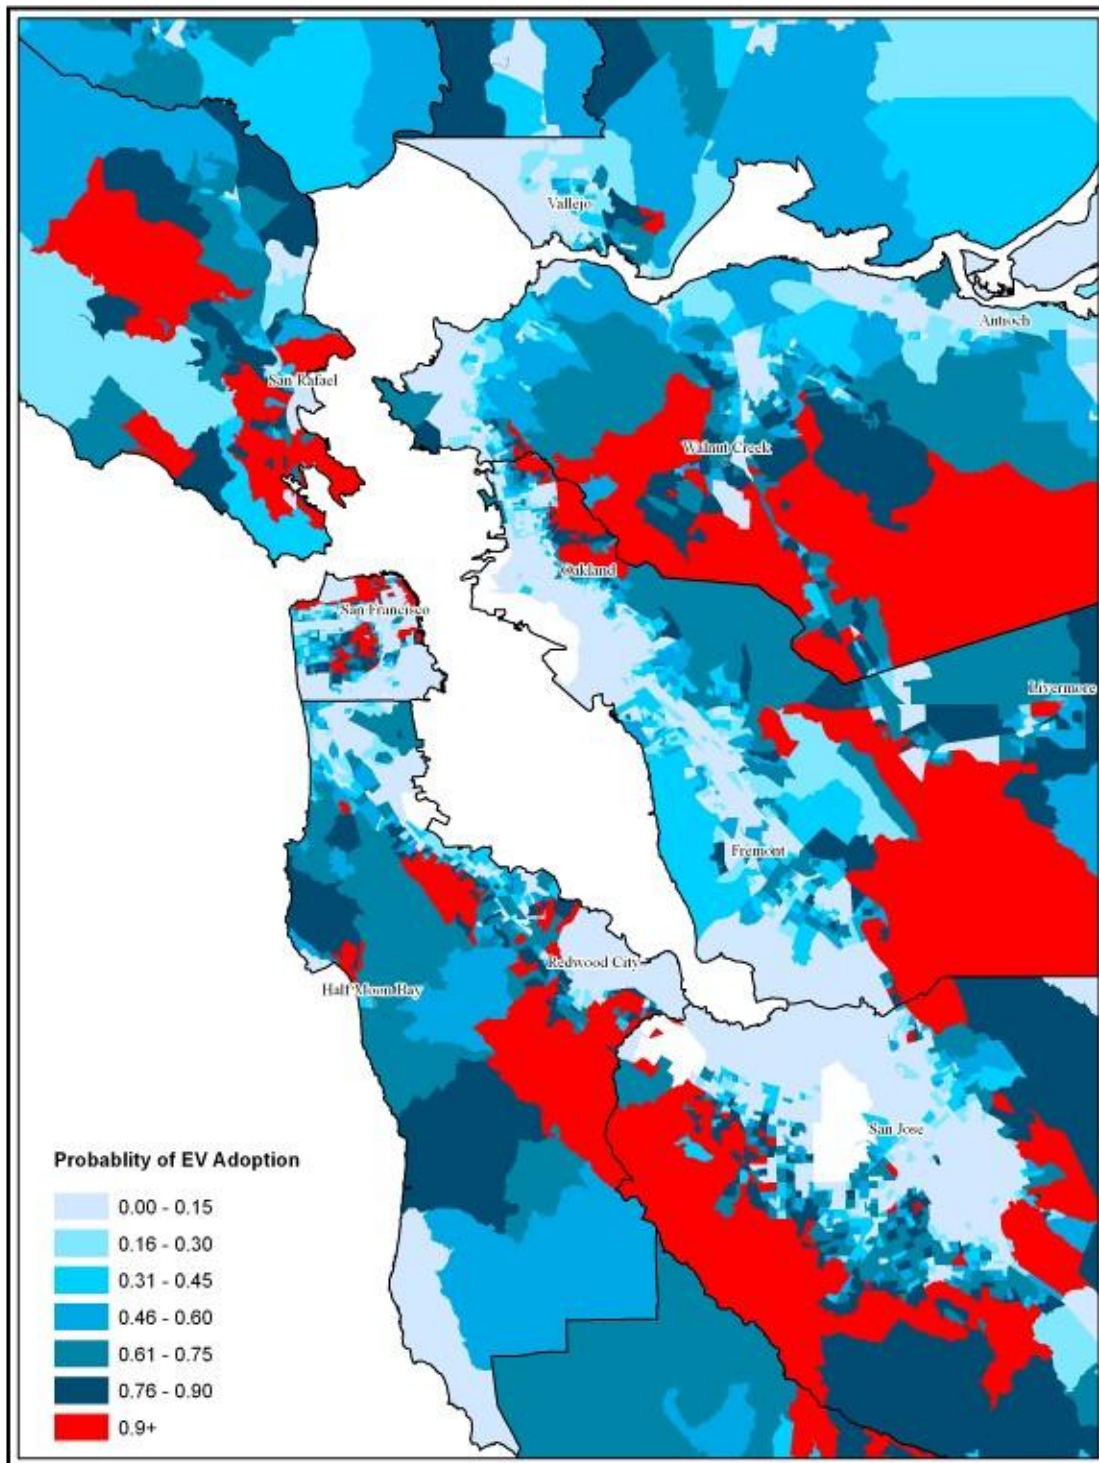 Vallejo
Antioch
San Rafael
Walnut Creek
Oakland
San Francisco
Livermore
Fremont
Redwood City
Half Moon Bay
San Jose
Probablity of EV Adoption
0.00 - 0.15
0.16 - 0.30
0.31 - 0.45
0.46 - 0.60
0.61 - 0.75
0.76 - 0.90
0.9+